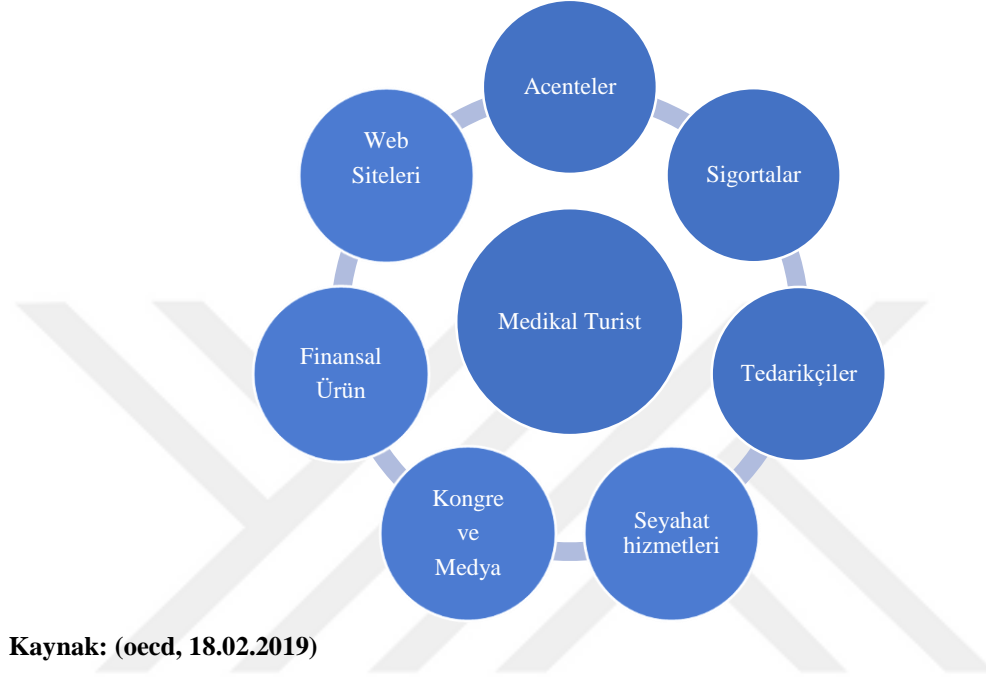 Acenteler
Web
Siteleri
Sigortalar
Medikal Turist
Finansal
Ürün
Tedarikçiler
Kongre
ve
Medya
Seyahat
hizmetleri
Kaynak: (oecd, 18.02.2019)